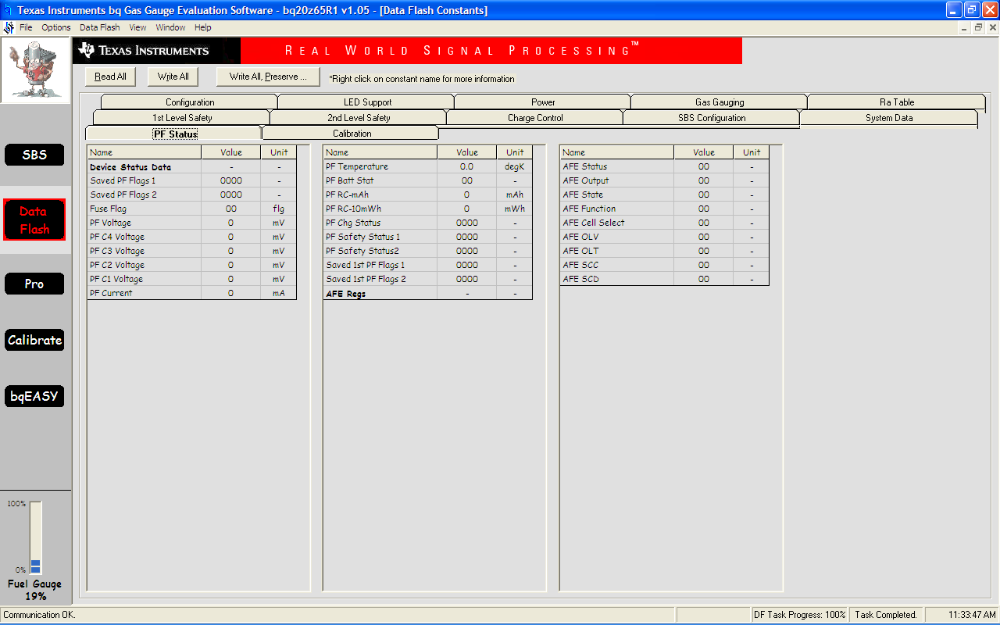 Texas Instruments bq Gas Gauge Evaluation Software - bq20z65R1 v1.05 - [Data Flash Constants]
File Options Data Flash View Window Help
TEXAS INSTRUMENTS REAL WORLD SIGNAL PROCESSING™
Read All Write All Write All, Preserve ... *Right click on constant name for more information
Configuration LED Support Power Gas Gauging Ra Table
1st Level Safety 2nd Level Safety Charge Control SBS Configuration System Data
PF Status Calibration
SBS
Data
Flash
Pro
Calibrate
bqEASY
100%
0%
Fuel Gauge
19%
Name Value Unit
Device Status Data - -
Saved PF Flags 1 0000 -
Saved PF Flags 2 0000 -
Fuse Flag 00 flg
PF Voltage 0 mV
PF C4 Voltage 0 mV
PF C3 Voltage 0 mV
PF C2 Voltage 0 mV
PF C1 Voltage 0 mV
PF Current 0 mA
Name Value Unit
PF Temperature 0.0 degK
PF Batt Stat 00 -
PF RC-mAh 0 mAh
PF RC-10mWh 0 mWh
PF Chg Status 0000 -
PF Safety Status 1 0000 -
PF Safety Status2 0000 -
Saved 1st PF Flags 1 0000 -
Saved 1st PF Flags 2 0000 -
AFE Regs - -
Name Value Unit
AFE Status 00 -
AFE Output 00 -
AFE State 00 -
AFE Function 00 -
AFE Cell Select 00 -
AFE OLV 00 -
AFE OLT 00 -
AFE SCC 00 -
AFE SCD 00 -
Communication OK. DF Task Progress: 100% Task Completed. 11:33:47 AM